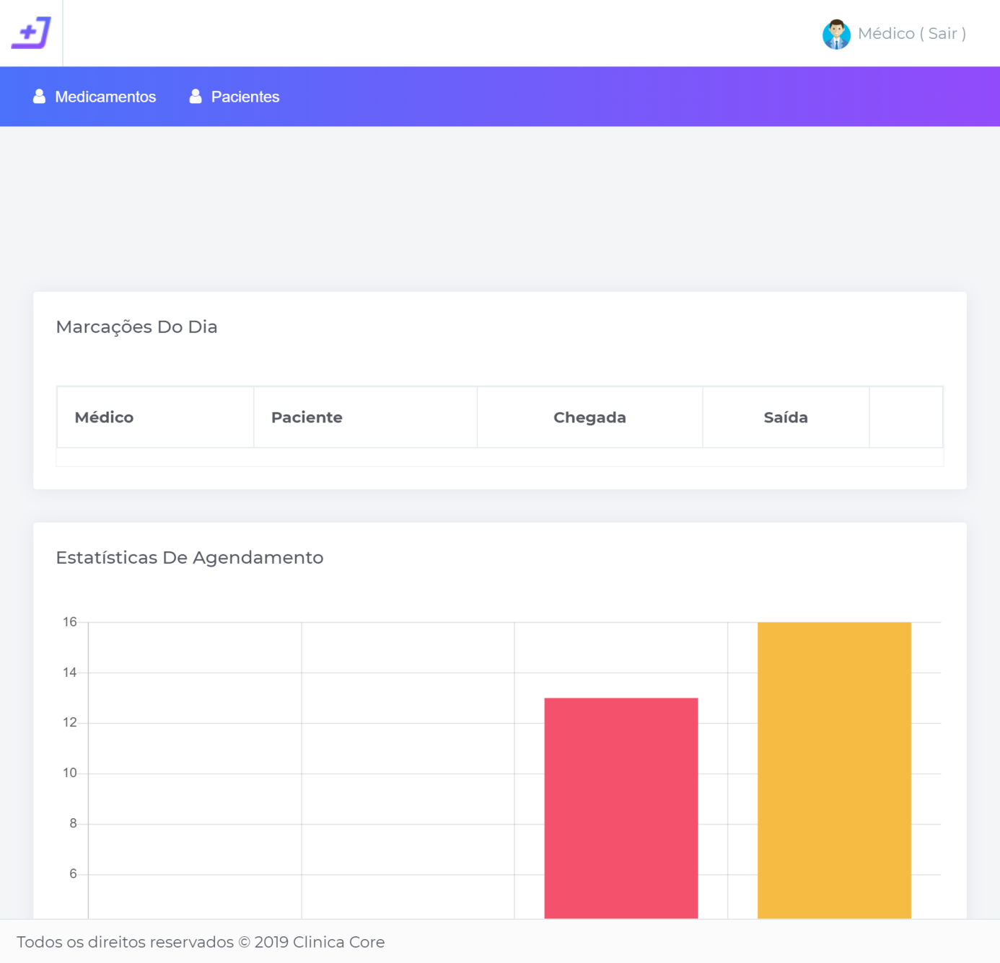 Médico ( Sair )
Medicamentos Pacientes
Marcações Do Dia
Médico Paciente Chegada Saída
Estatísticas De Agendamento
16
14
12
10
8
6
Todos os direitos reservados © 2019 Clinica Core